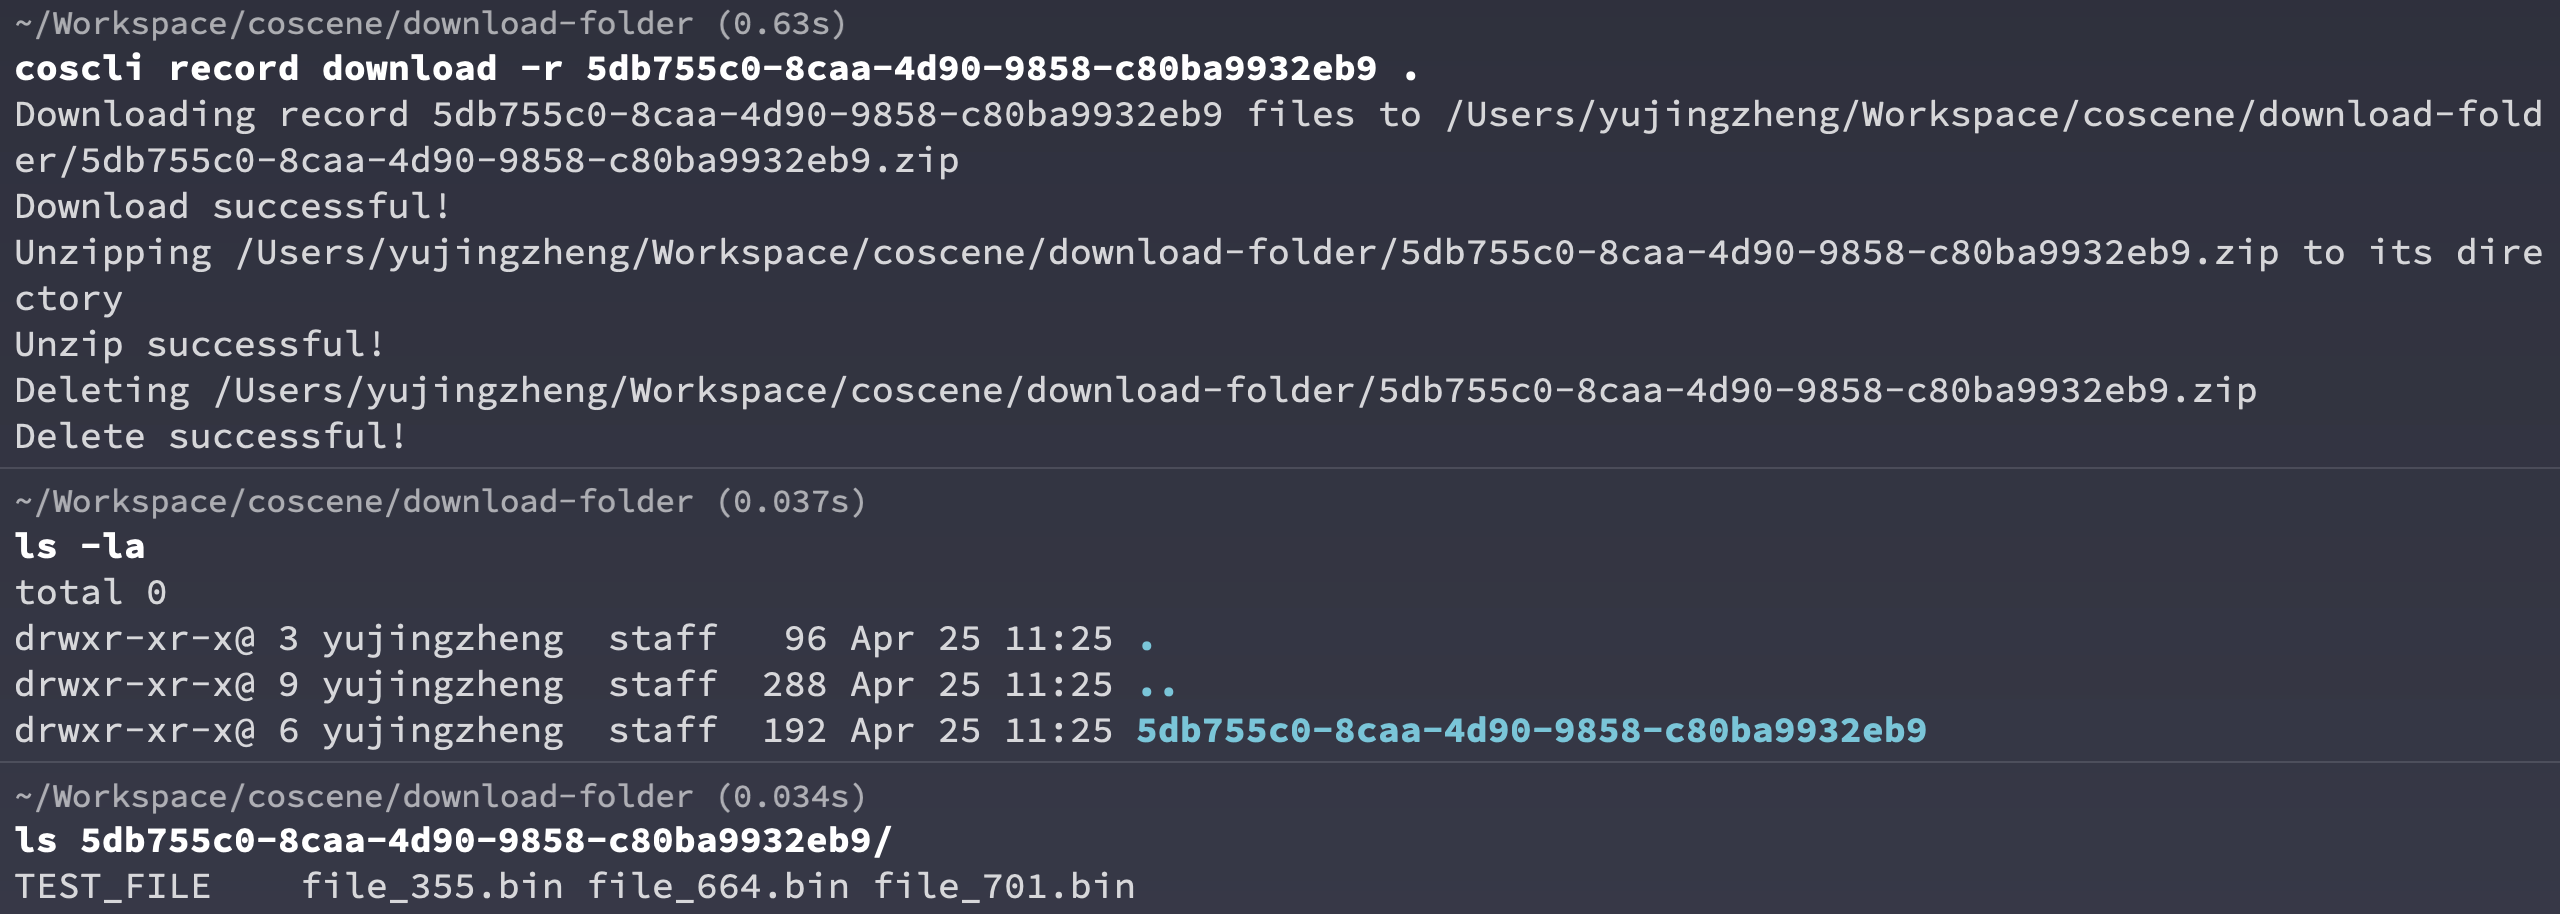 ~/Workspace/coscene/download-folder (0.63s)
coscli record download -r 5db755c0-8caa-4d90-9858-c80ba9932eb9 .
Downloading record 5db755c0-8caa-4d90-9858-c80ba9932eb9 files to /Users/yujingzheng/Workspace/coscene/download-fold
er/5db755c0-8caa-4d90-9858-c80ba9932eb9.zip
Download successful!
Unzipping /Users/yujingzheng/Workspace/coscene/download-folder/5db755c0-8caa-4d90-9858-c80ba9932eb9.zip to its dire
ctory
Unzip successful!
Deleting /Users/yujingzheng/Workspace/coscene/download-folder/5db755c0-8caa-4d90-9858-c80ba9932eb9.zip
Delete successful!
~/Workspace/coscene/download-folder (0.037s)
ls -la
total 0
drwxr-xr-x@ 3 yujingzheng  staff   96 Apr 25 11:25 .
drwxr-xr-x@ 9 yujingzheng  staff  288 Apr 25 11:25 ..
drwxr-xr-x@ 6 yujingzheng  staff  192 Apr 25 11:25 5db755c0-8caa-4d90-9858-c80ba9932eb9
~/Workspace/coscene/download-folder (0.034s)
ls 5db755c0-8caa-4d90-9858-c80ba9932eb9/
TEST_FILE    file_355.bin file_664.bin file_701.bin